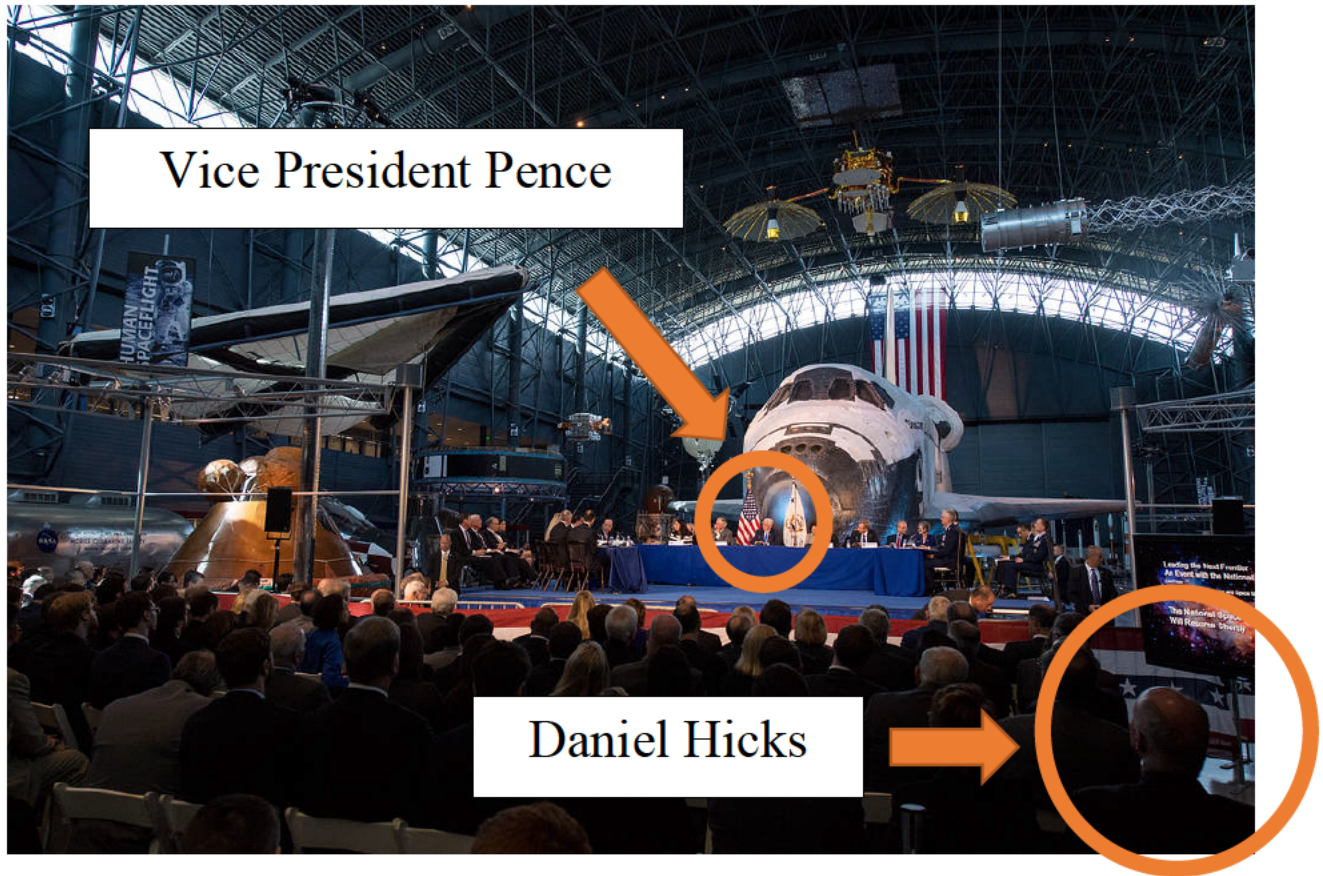 Vice President Pence
HUMAN
SPACEFLIGHT
NASA
Leading the Next Frontier
An Event with the National
The National Space
Will Resume Shortly
Daniel Hicks